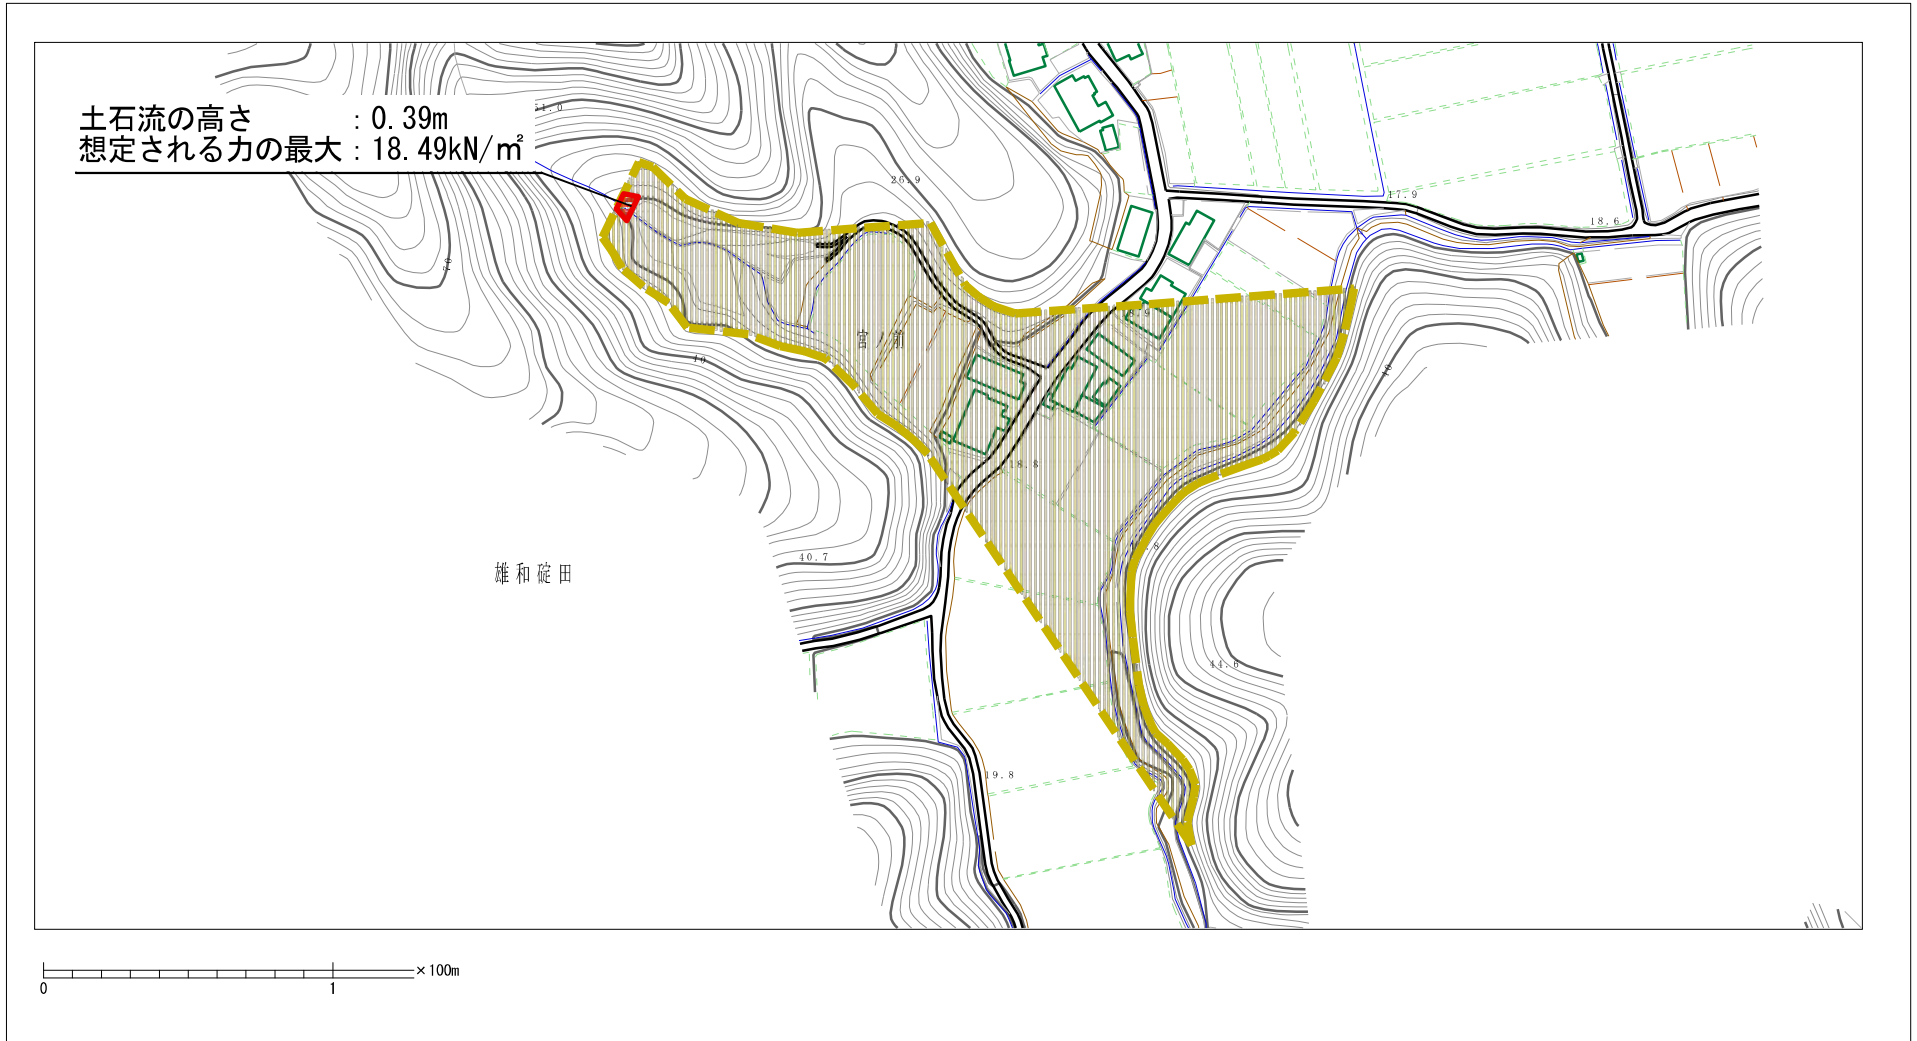 土石流の高さ : 0.39m
想定される力の最大 : 18.49kN/㎡
26.9
17.9
18.6
宮ノ前
18.8
40.7
雄和碇田
44.6
19.8
×100m
0 1